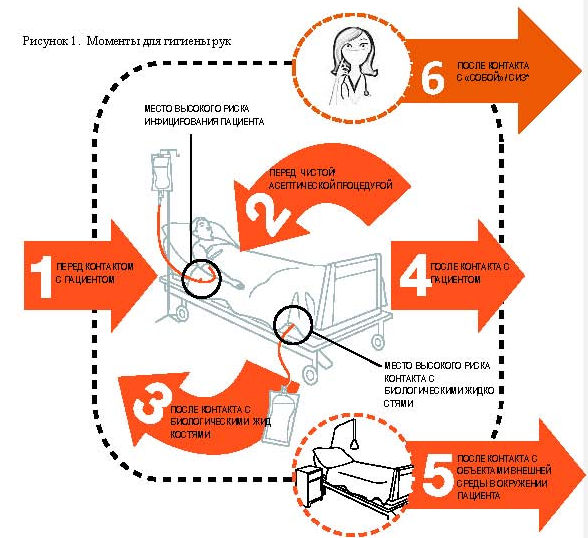 Рисунок 1.  Моменты для гигиены рук
6
ПОСЛЕ КОНТАКТА
С «СОБОЙ» / СИЗ*
МЕСТО ВЫСОКОГО РИСКА
ИНФИЦИРОВАНИЯ ПАЦИЕНТА
2
ПЕРЕД ЧИСТОЙ/
АСЕПТИЧЕСКОЙ ПРОЦЕДУРОЙ
1
ПЕРЕД КОНТАКТОМ
С ПАЦИЕНТОМ
4
ПОСЛЕ КОНТАКТА С
ПАЦИЕНТОМ
МЕСТО ВЫСОКОГО РИСКА
КОНТАКТА С
БИОЛОГИЧЕСКИМИ ЖИДКО
СТЯМИ
3
ПОСЛЕ КОНТАКТА С
БИОЛОГИЧЕСКИМИ ЖИД
КОСТЯМИ
5
ПОСЛЕ КОНТАКТА С
ОБЪЕКТАМИ ВНЕШНЕЙ
СРЕДЫ В ОКРУЖЕНИИ
ПАЦИЕНТА